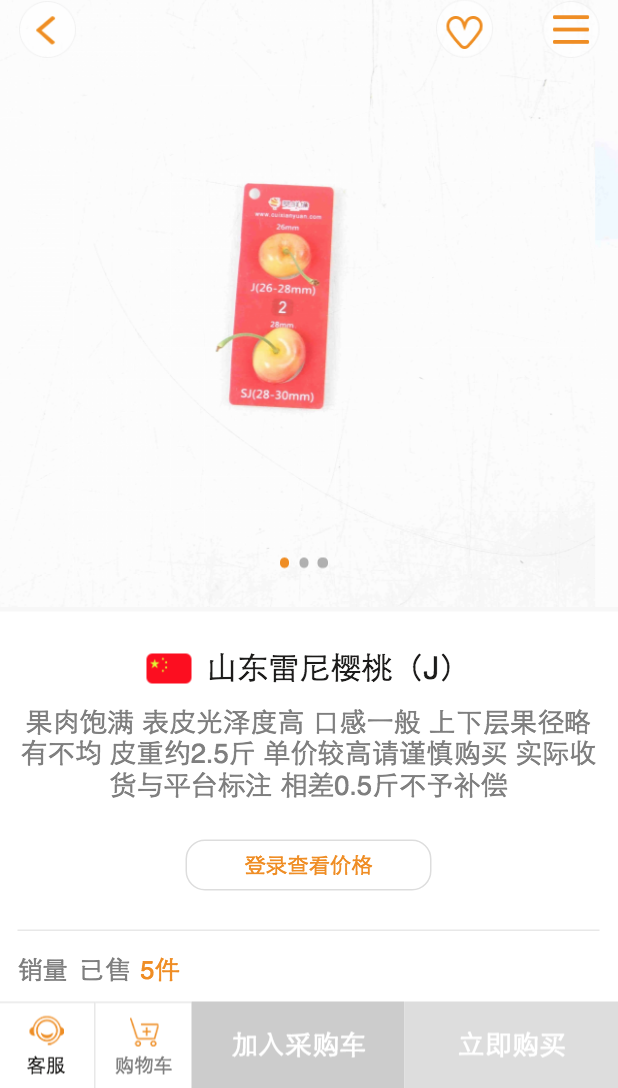 www.cuixianyuan.com
26mm
J(26-28mm)
2
28mm
SJ(28-30mm)
山东雷尼樱桃（J）
果肉饱满 表皮光泽度高 口感一般 上下层果径略
有不均 皮重约2.5斤 单价较高请谨慎购买 实际收
货与平台标注 相差0.5斤不予补偿
登录查看价格
销量 已售 5件
客服
购物车
加入采购车
立即购买